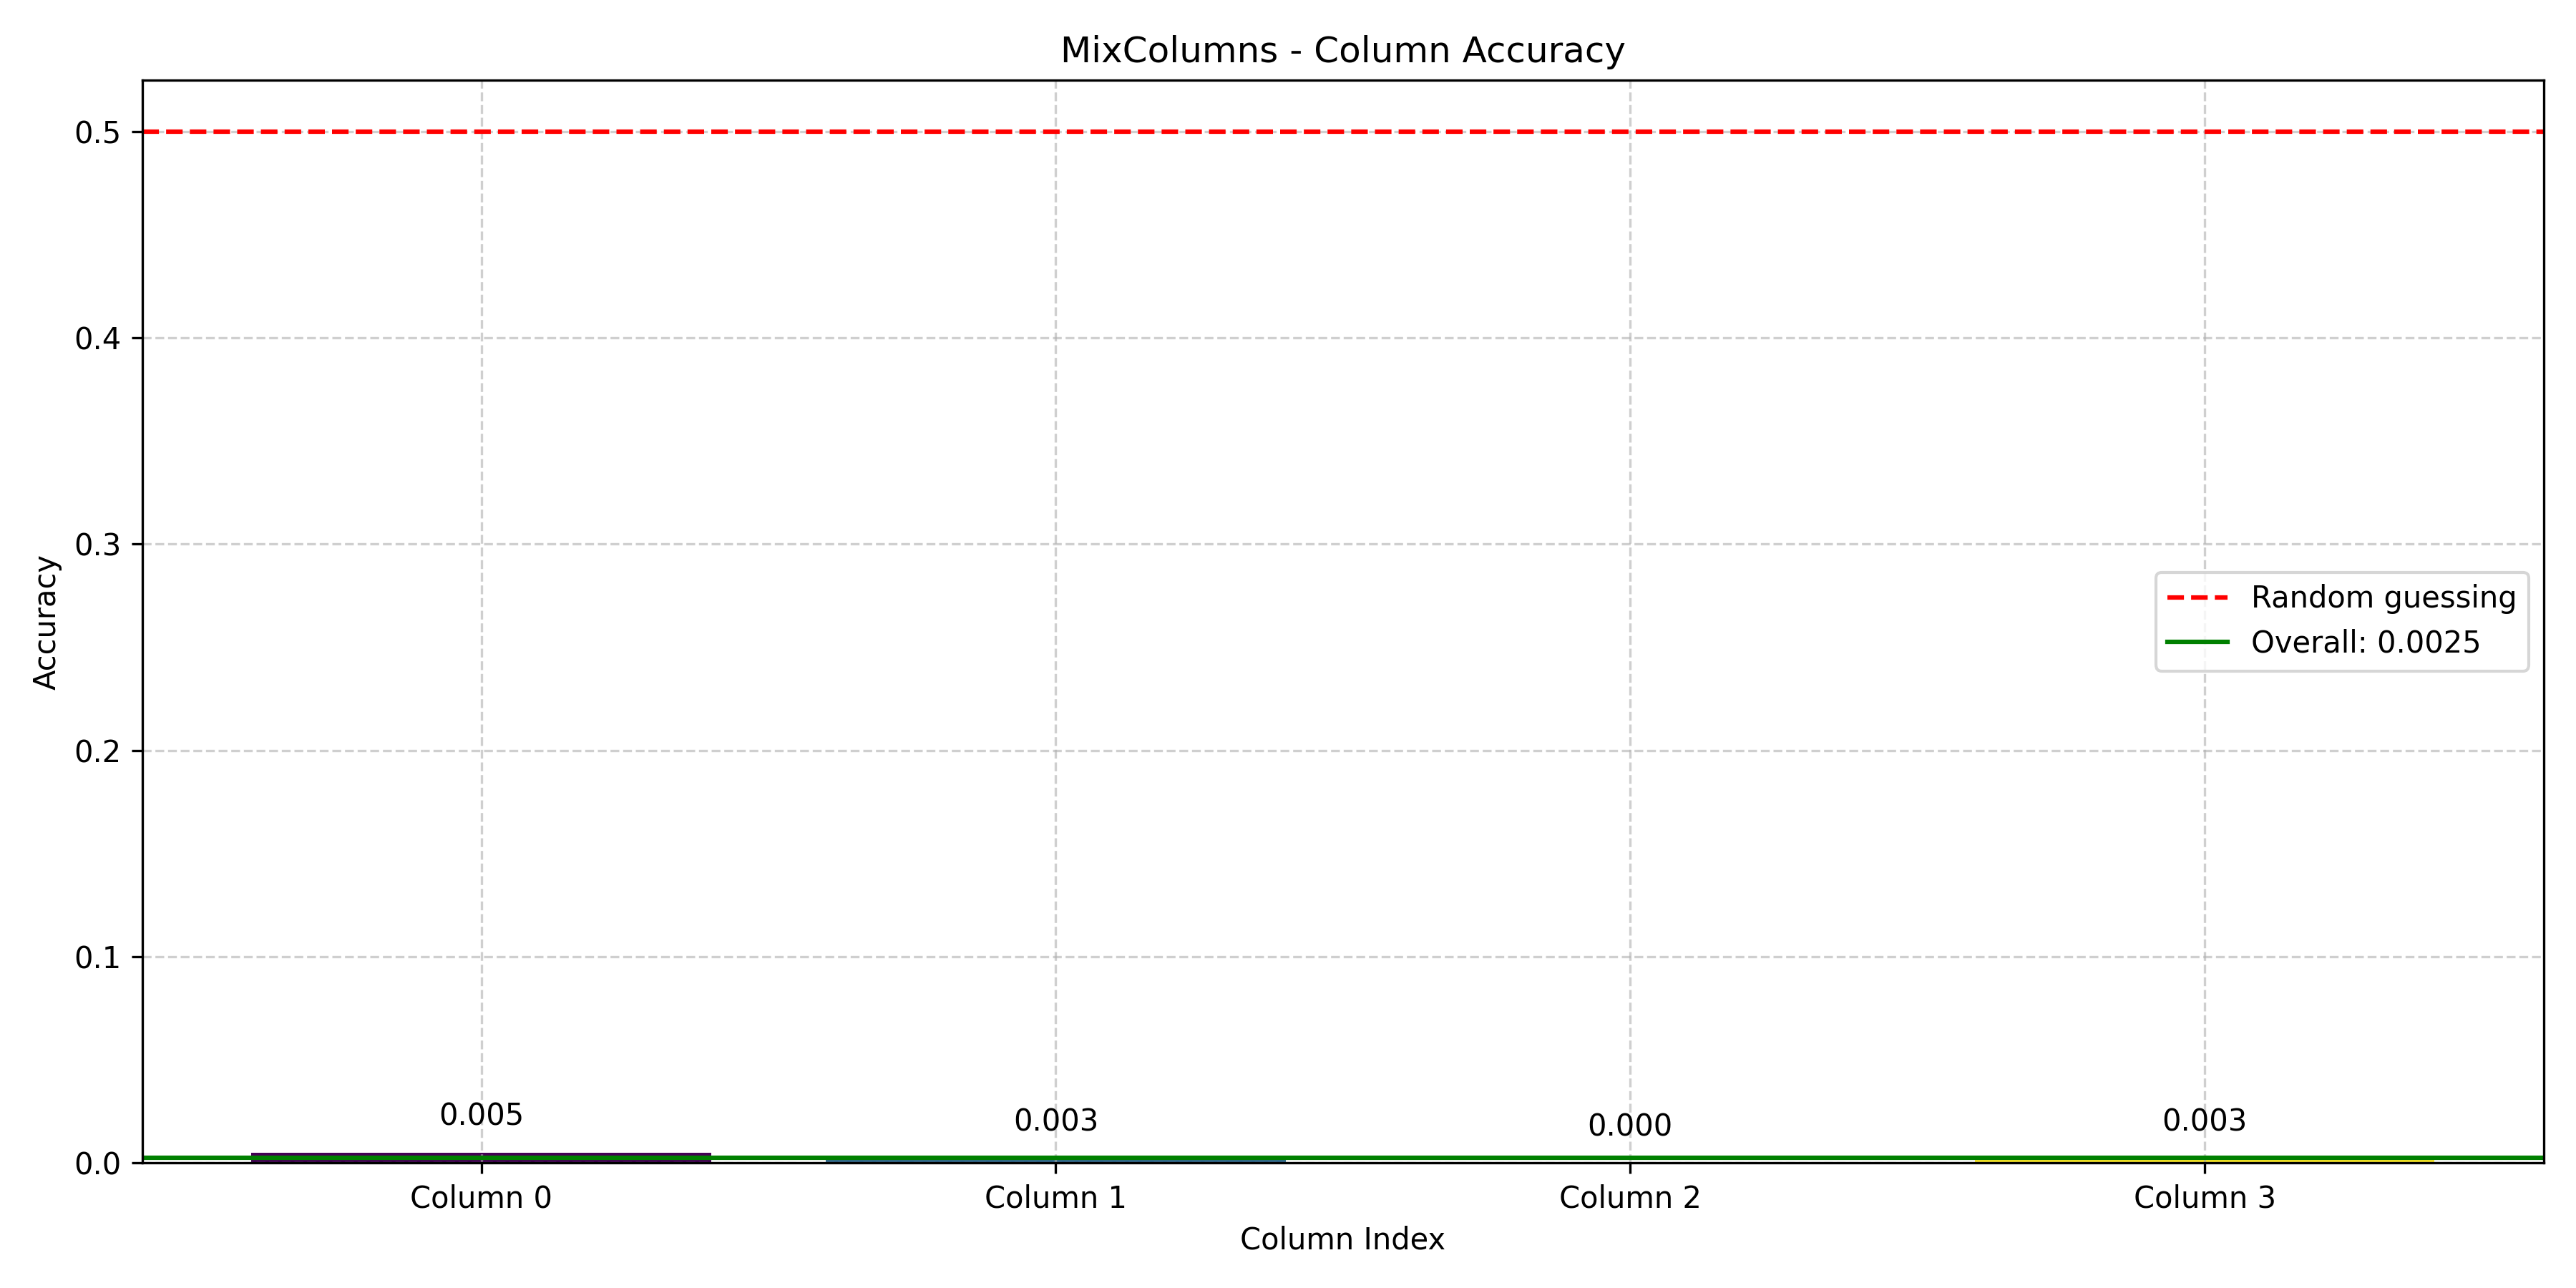 MixColumns - Column Accuracy
Accuracy
0.5
0.4
0.3
0.2
0.1
0.0
Random guessing
Overall: 0.0025
0.005
0.003
0.000
0.003
Column 0
Column 1
Column 2
Column 3
Column Index